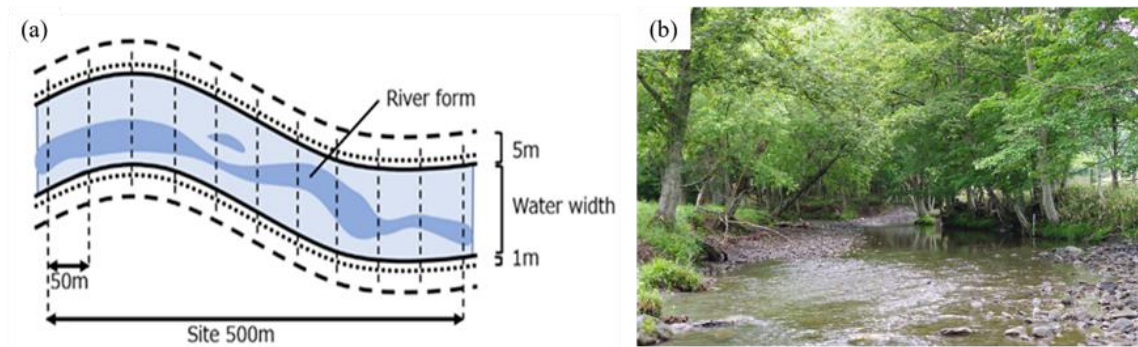 (a)
River form
5m
Water width
1m
50m
Site 500m
(b)